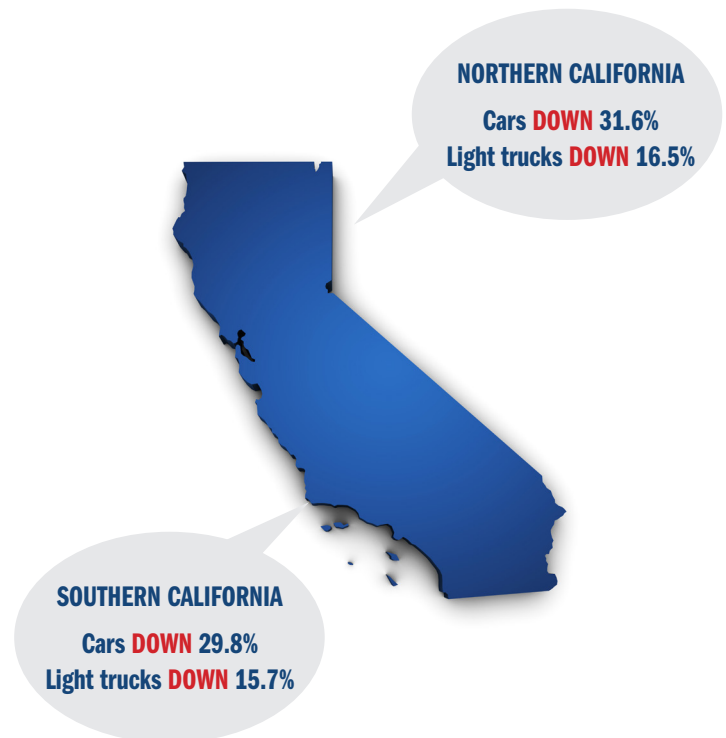 NORTHERN CALIFORNIA
Cars DOWN 31.6%
Light trucks DOWN 16.5%
SOUTHERN CALIFORNIA
Cars DOWN 29.8%
Light trucks DOWN 15.7%